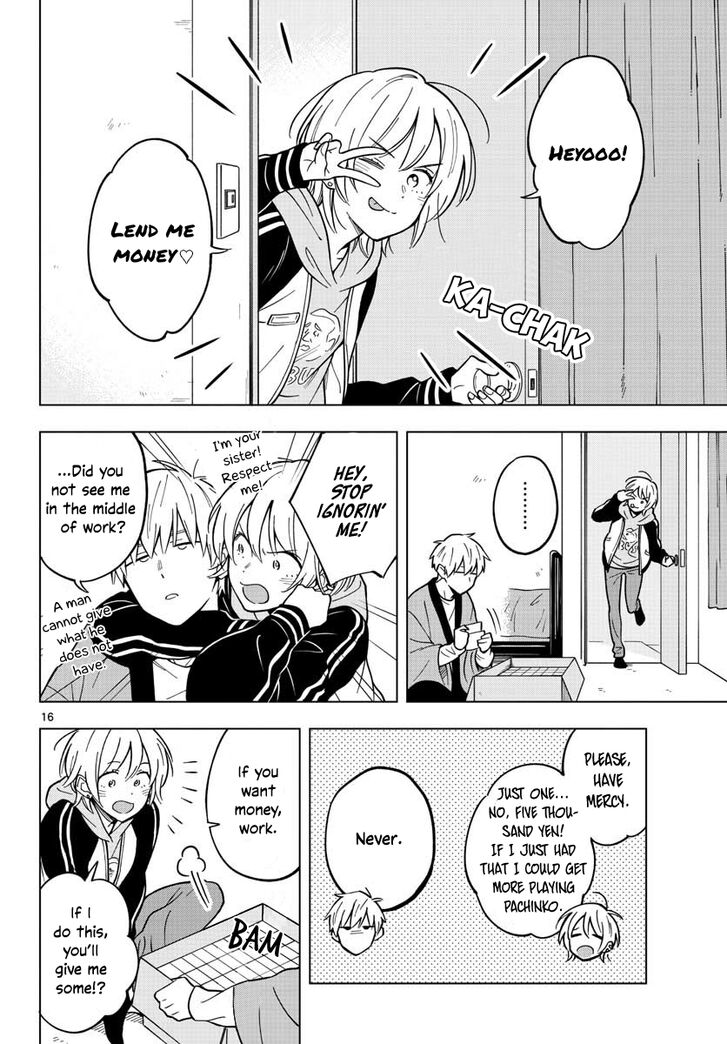 HEYOOO!
LEND ME
MONEY♡
KA-CHAK
.........
HEY,
STOP
IGNORIN'
ME!
I'm your
sister!
Respect
me!
...Did you
not see me
in the middle
of work?
A man
cannot give
what he
does not
have.
16
PLEASE,
HAVE
MERCY.
JUST ONE...
NO, FIVE THOU-
SAND YEN!
IF I JUST HAD
THAT I COULD GET
MORE PLAYING
PACHINKO.
Never.
If you
want
money,
work.
BAM
If I
do this,
you'll
give me
some!?